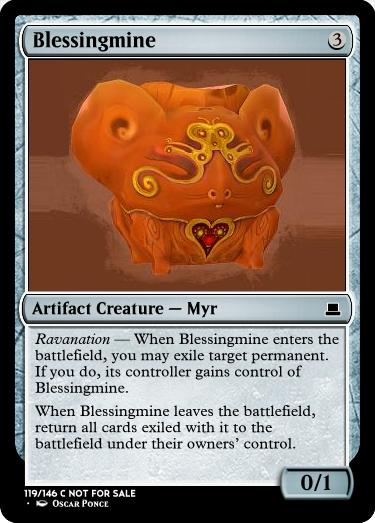 Blessingmine 3
Artifact Creature — Myr
Ravanation — When Blessingmine enters the
battlefield, you may exile target permanent.
If you do, its controller gains control of
Blessingmine.
When Blessingmine leaves the battlefield,
return all cards exiled with it to the
battlefield under their owners' control.
0/1
119/146 C NOT FOR SALE
· Oscar Ponce